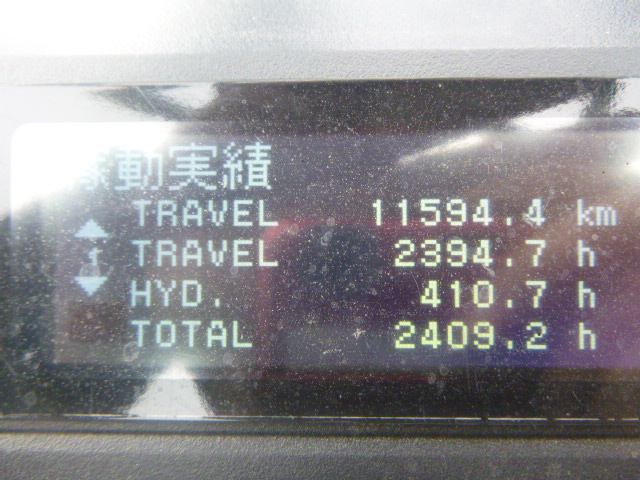 稼動実績
TRAVEL 11594.4 km
TRAVEL 2394.7 h
HYD. 410.7 h
TOTAL 2409.2 h